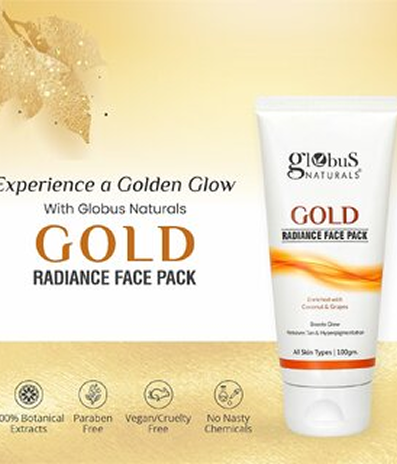 Experience a Golden Glow
With Globus Naturals
GOLD
RADIANCE FACE PACK
100% Botanical
Extracts
Paraben
Free
Vegan/Cruelty
Free
No Nasty
Chemicals
globus
NATURALS®
GOLD
RADIANCE FACE PACK
Enriched with
Coconut & Grapes
Boosts Glow
Removes Tan & Hyperpigmentation
All Skin Types | 100gm.